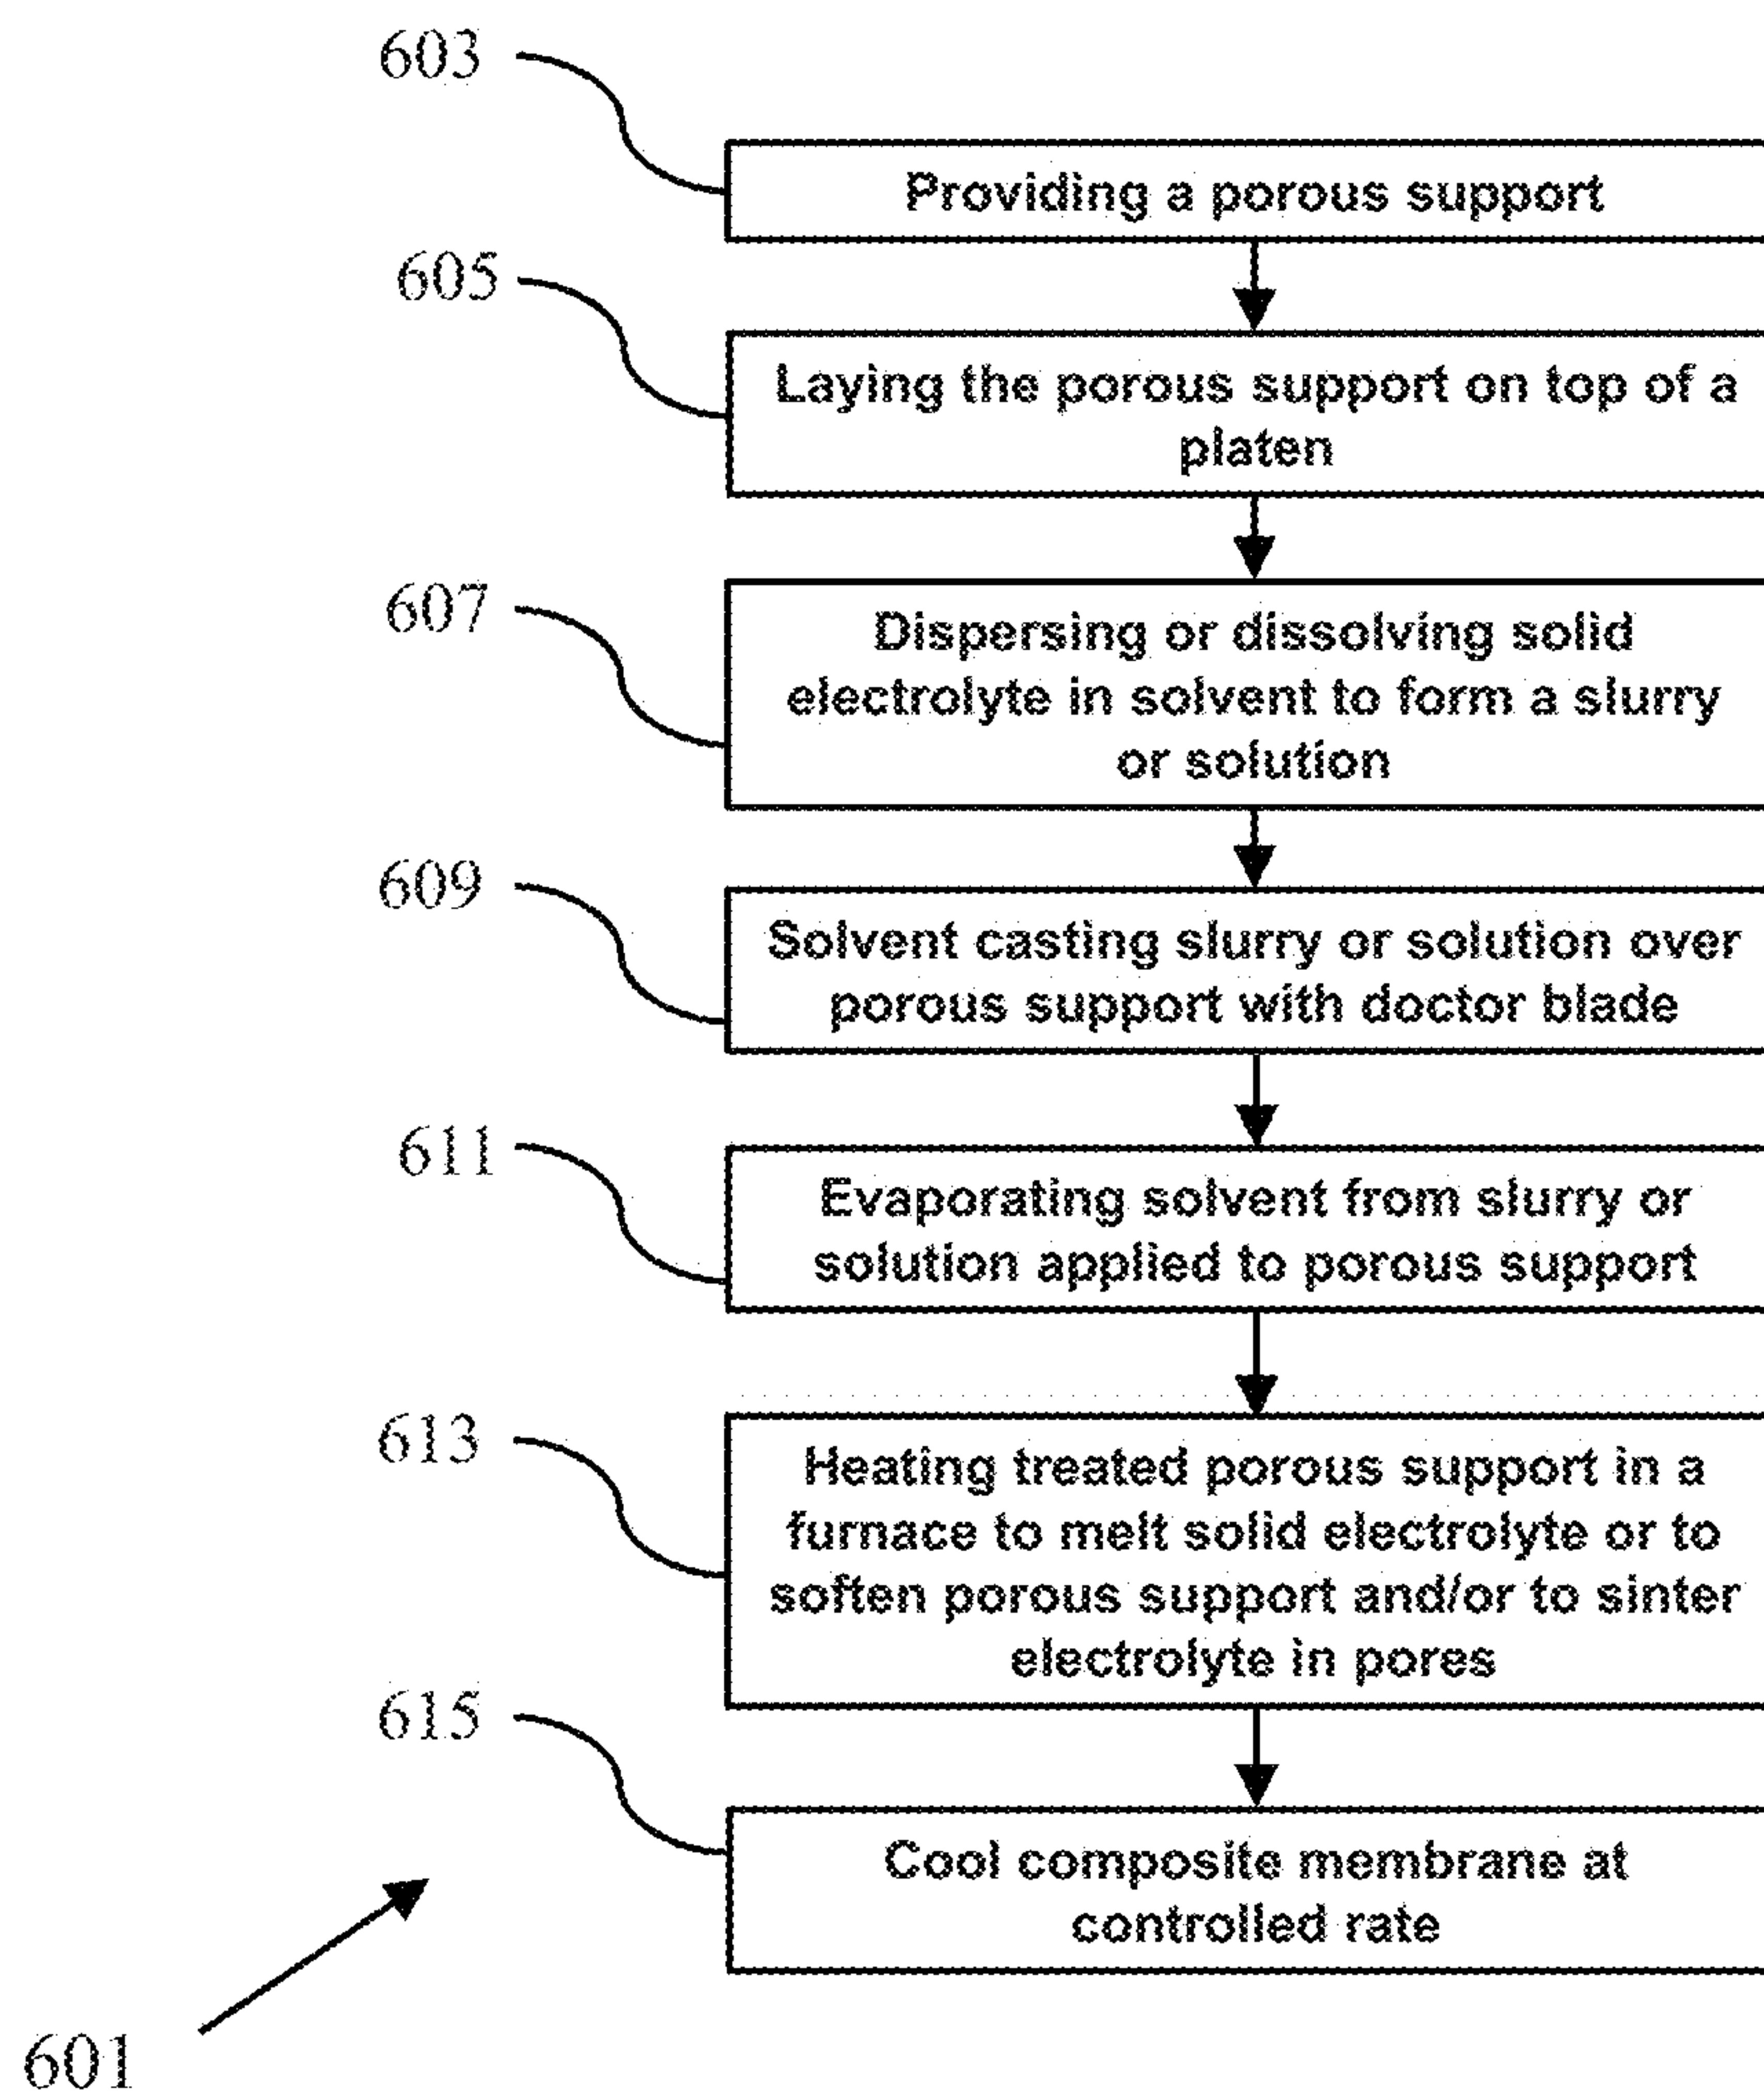 603
Providing a porous support
605
Laying the porous support on top of a
platen
607
Dispersing or dissolving solid
electrolyte in solvent to form a slurry
or solution
609
Solvent casting slurry or solution over
porous support with doctor blade
611
Evaporating solvent from slurry or
solution applied to porous support
613
Heating treated porous support in a
furnace to melt solid electrolyte or to
soften porous support and/or to sinter
electrolyte in pores
615
Cool composite membrane at
controlled rate
601